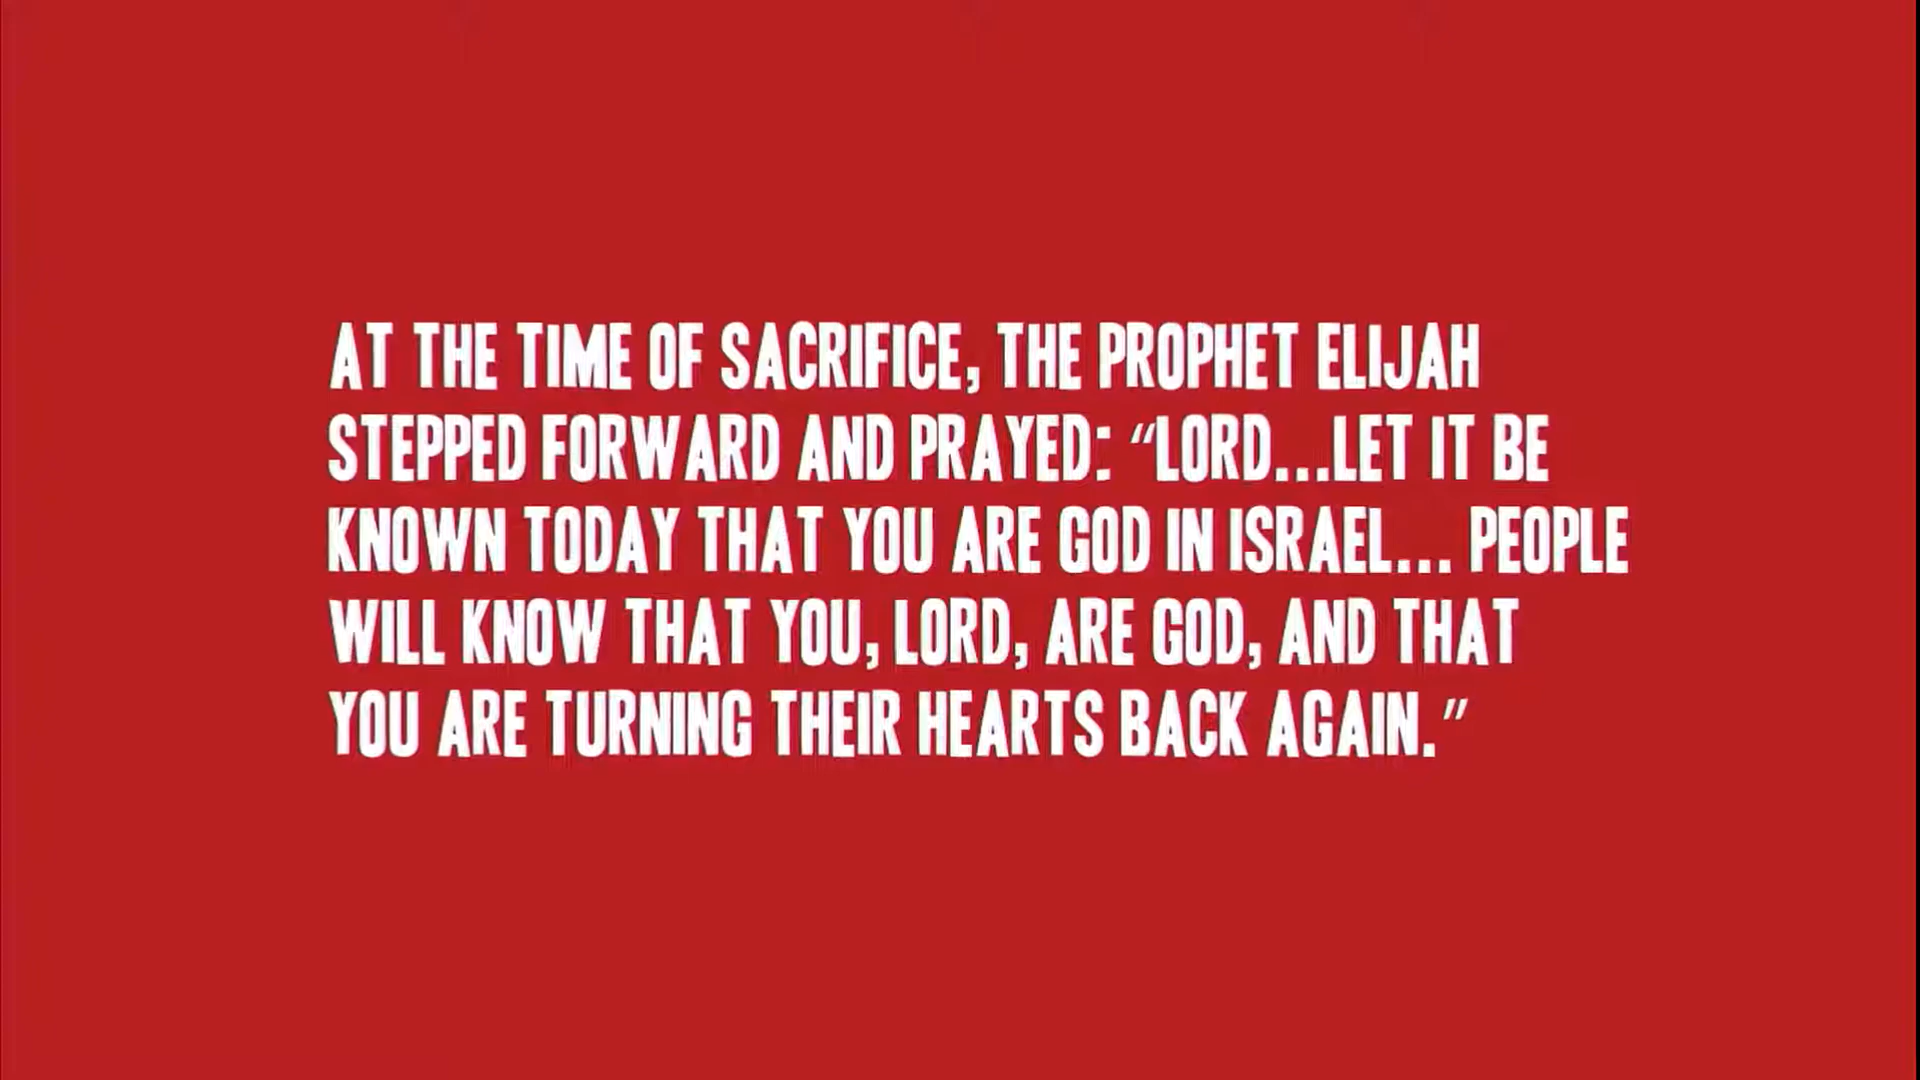 AT THE TIME OF SACRIFICE, THE PROPHET ELIJAH
STEPPED FORWARD AND PRAYED: “LORD...LET IT BE
KNOWN TODAY THAT YOU ARE GOD IN ISRAEL... PEOPLE
WILL KNOW THAT YOU, LORD, ARE GOD, AND THAT
YOU ARE TURNING THEIR HEARTS BACK AGAIN.”